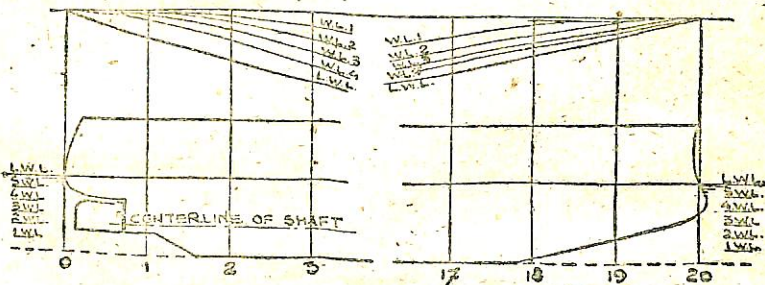 W.L.1
W.L.2
W.L.3
W.L.4
L.W.L.
W.L.1
W.L.2
W.L.3
W.L.4
L.W.L.
L.W.L.
5 W.L.
4 W.L.
3 W.L.
2 W.L.
1 W.L.
CENTERLINE OF SHAFT
L.W.L.
5 W.L.
4 W.L.
3 W.L.
2 W.L.
1 W.L.
0 1 2 3 17 18 19 20